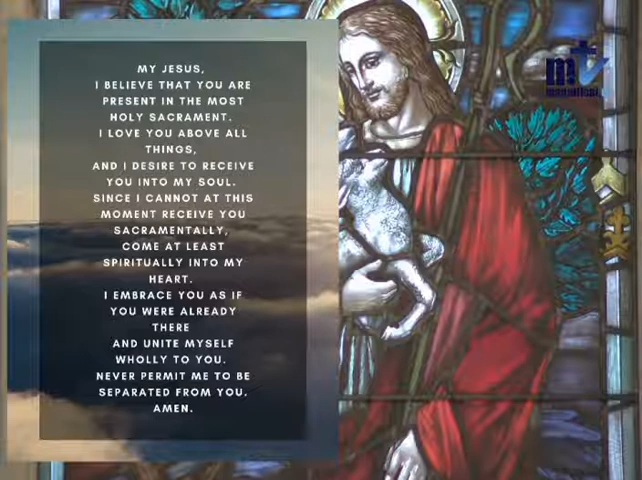 MY JESUS,
I BELIEVE THAT YOU ARE
PRESENT IN THE MOST
HOLY SACRAMENT.
I LOVE YOU ABOVE ALL
THINGS,
AND I DESIRE TO RECEIVE
YOU INTO MY SOUL.
SINCE I CANNOT AT THIS
MOMENT RECEIVE YOU
SACRAMENTALLY,
COME AT LEAST
SPIRITUALLY INTO MY
HEART.
I EMBRACE YOU AS IF
YOU WERE ALREADY
THERE
AND UNITE MYSELF
WHOLLY TO YOU.
NEVER PERMIT ME TO BE
SEPARATED FROM YOU.
AMEN.
mtv